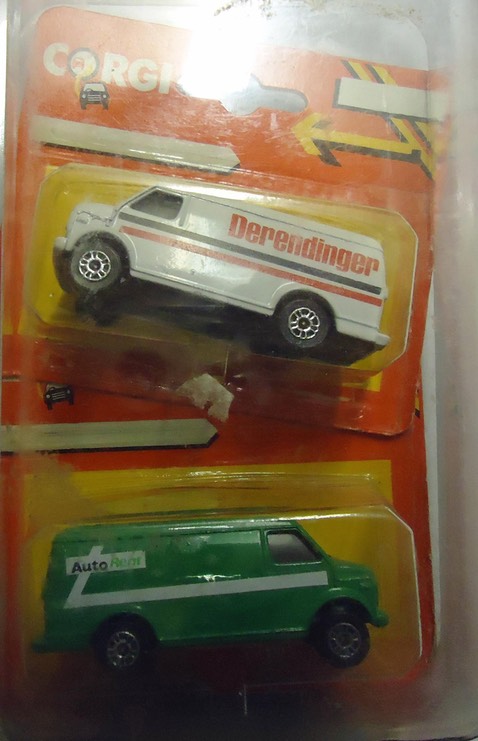 CORGI
Derendinger
Auto Rent